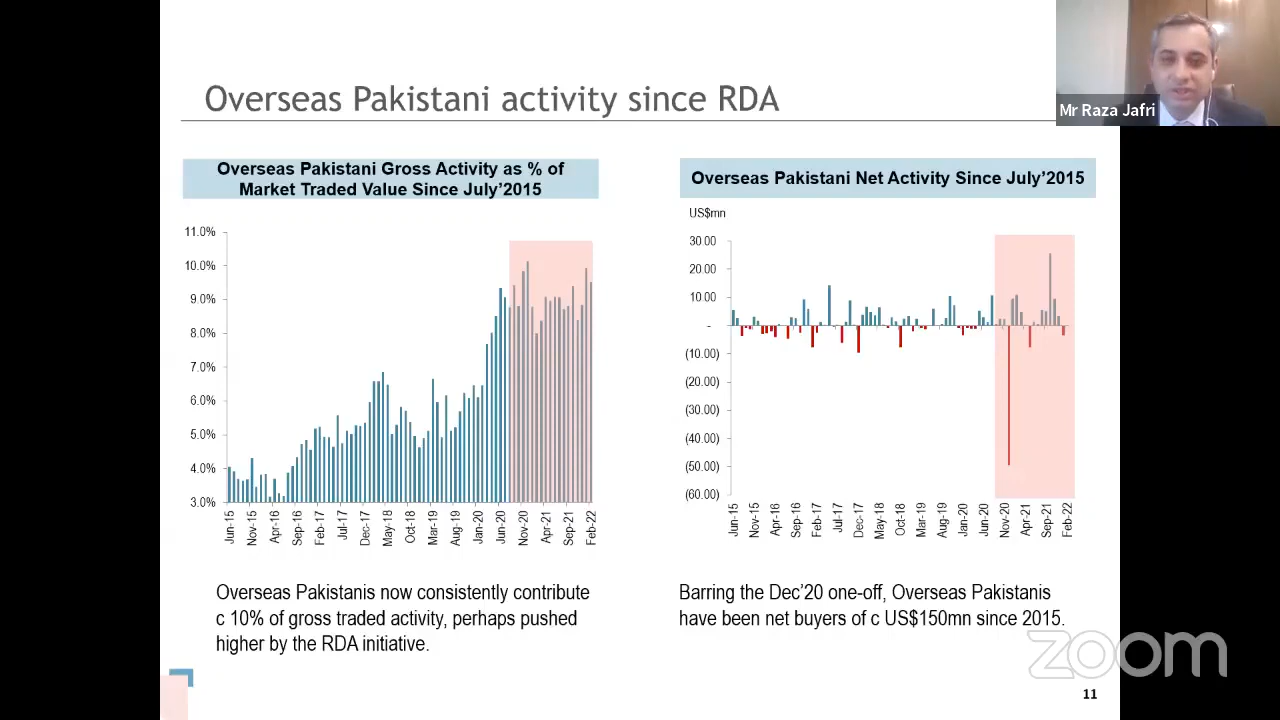 Overseas Pakistani activity since RDA
Mr Raza Jafri
Overseas Pakistani Gross Activity as % of
Market Traded Value Since July'2015
11.0%
10.0%
9.0%
8.0%
7.0%
6.0%
5.0%
4.0%
3.0%
Jun-15
Nov-15
Apr-16
Sep-16
Feb-17
Jul-17
Dec-17
May-18
Oct-18
Mar-19
Aug-19
Jan-20
Jun-20
Nov-20
Apr-21
Sep-21
Feb-22
Overseas Pakistanis now consistently contribute
c 10% of gross traded activity, perhaps pushed
higher by the RDA initiative.
Overseas Pakistani Net Activity Since July'2015
US$mn
30.00
20.00
10.00
-
(10.00)
(20.00)
(30.00)
(40.00)
(50.00)
(60.00)
Jun-15
Nov-15
Apr-16
Sep-16
Feb-17
Jul-17
Dec-17
May-18
Oct-18
Mar-19
Aug-19
Jan-20
Jun-20
Nov-20
Apr-21
Sep-21
Feb-22
Barring the Dec'20 one-off, Overseas Pakistanis
have been net buyers of c US$150mn since 2015.
zoom
11